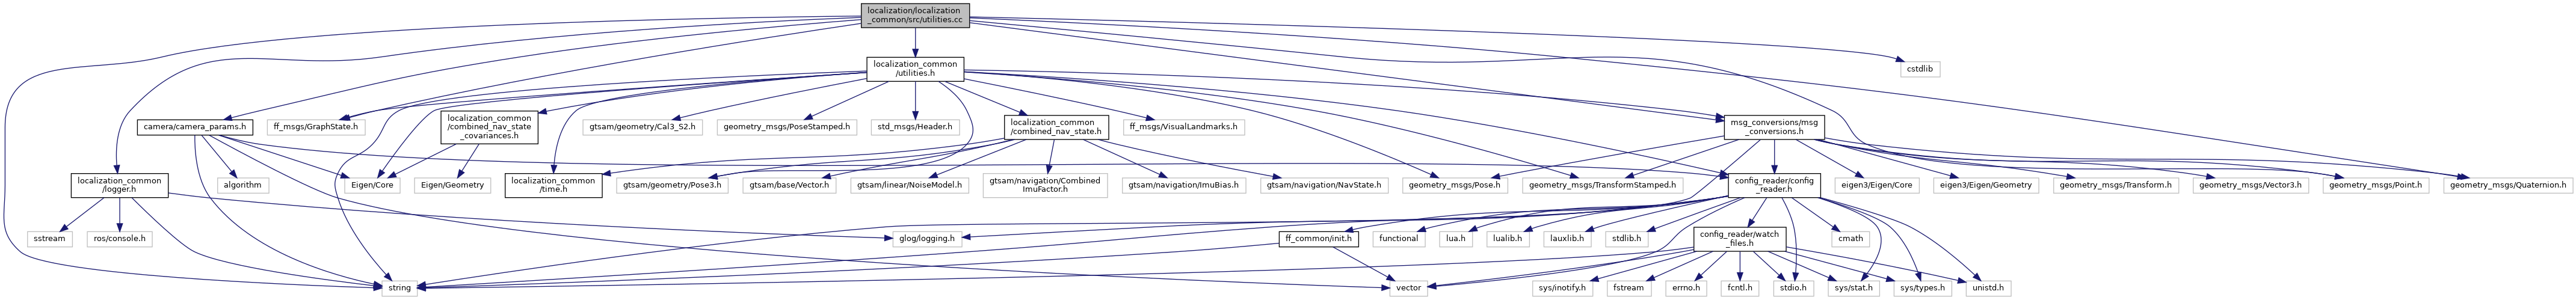 localization/localization
_common/src/utilities.cc
localization_common
/utilities.h
cstdlib
camera/camera_params.h
ff_msgs/GraphState.h
localization_common
/combined_nav_state
_covariances.h
gtsam/geometry/Cal3_S2.h
geometry_msgs/PoseStamped.h
std_msgs/Header.h
localization_common
/combined_nav_state.h
ff_msgs/VisualLandmarks.h
msg_conversions/msg
_conversions.h
localization_common
/logger.h
algorithm
Eigen/Core
Eigen/Geometry
localization_common
/time.h
gtsam/geometry/Pose3.h
gtsam/base/Vector.h
gtsam/linear/NoiseModel.h
gtsam/navigation/Combined
ImuFactor.h
gtsam/navigation/ImuBias.h
gtsam/navigation/NavState.h
geometry_msgs/Pose.h
geometry_msgs/TransformStamped.h
config_reader/config
_reader.h
eigen3/Eigen/Core
eigen3/Eigen/Geometry
geometry_msgs/Transform.h
geometry_msgs/Vector3.h
geometry_msgs/Point.h
geometry_msgs/Quaternion.h
sstream
ros/console.h
glog/logging.h
ff_common/init.h
functional
lua.h
lualib.h
lauxlib.h
stdlib.h
config_reader/watch
_files.h
cmath
string
vector
sys/inotify.h
fstream
errno.h
fcntl.h
stdio.h
sys/stat.h
sys/types.h
unistd.h